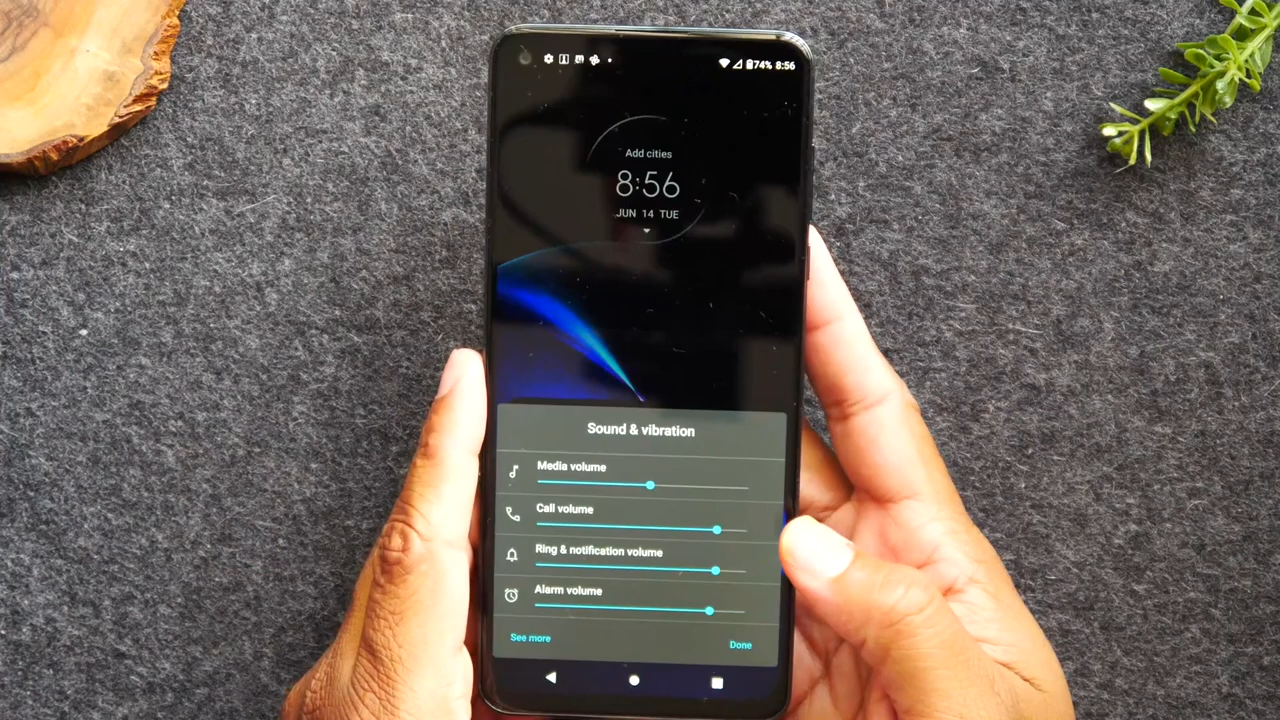 74% 8:56
Add cities
8:56
JUN 14 TUE
Sound & vibration
Media volume
Call volume
Ring & notification volume
Alarm volume
See more
Done